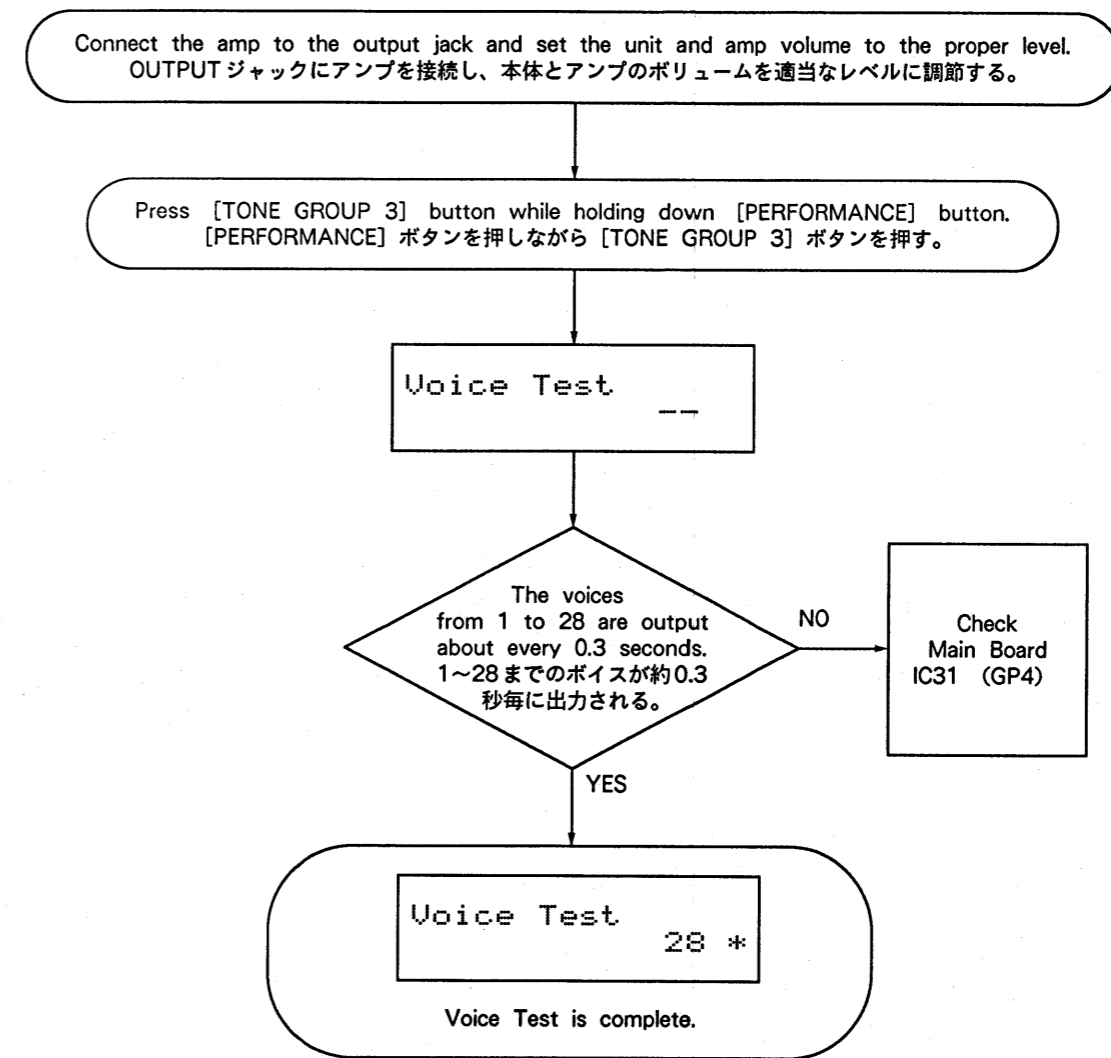 Connect the amp to the output jack and set the unit and amp volume to the proper level.
OUTPUTジャックにアンプを接続し、本体とアンプのボリュームを適当なレベルに調節する。
Press [TONE GROUP 3] button while holding down [PERFORMANCE] button.
[PERFORMANCE] ボタンを押しながら [TONE GROUP 3] ボタンを押す。
Voice Test
--
The voices
from 1 to 28 are output
about every 0.3 seconds.
1〜28までのボイスが約0.3
秒毎に出力される。
NO
Check
Main Board
IC31 (GP4)
YES
Voice Test
28 *
Voice Test is complete.